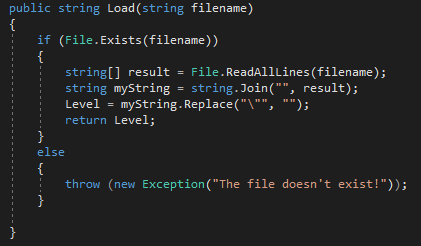 public string Load(string filename)
{
if (File.Exists(filename))
{
string[] result = File.ReadAllLines(filename);
string myString = string.Join("", result);
Level = myString.Replace("\"", "");
return Level;
}
else
{
throw (new Exception("The file doesn't exist!"));
}
}